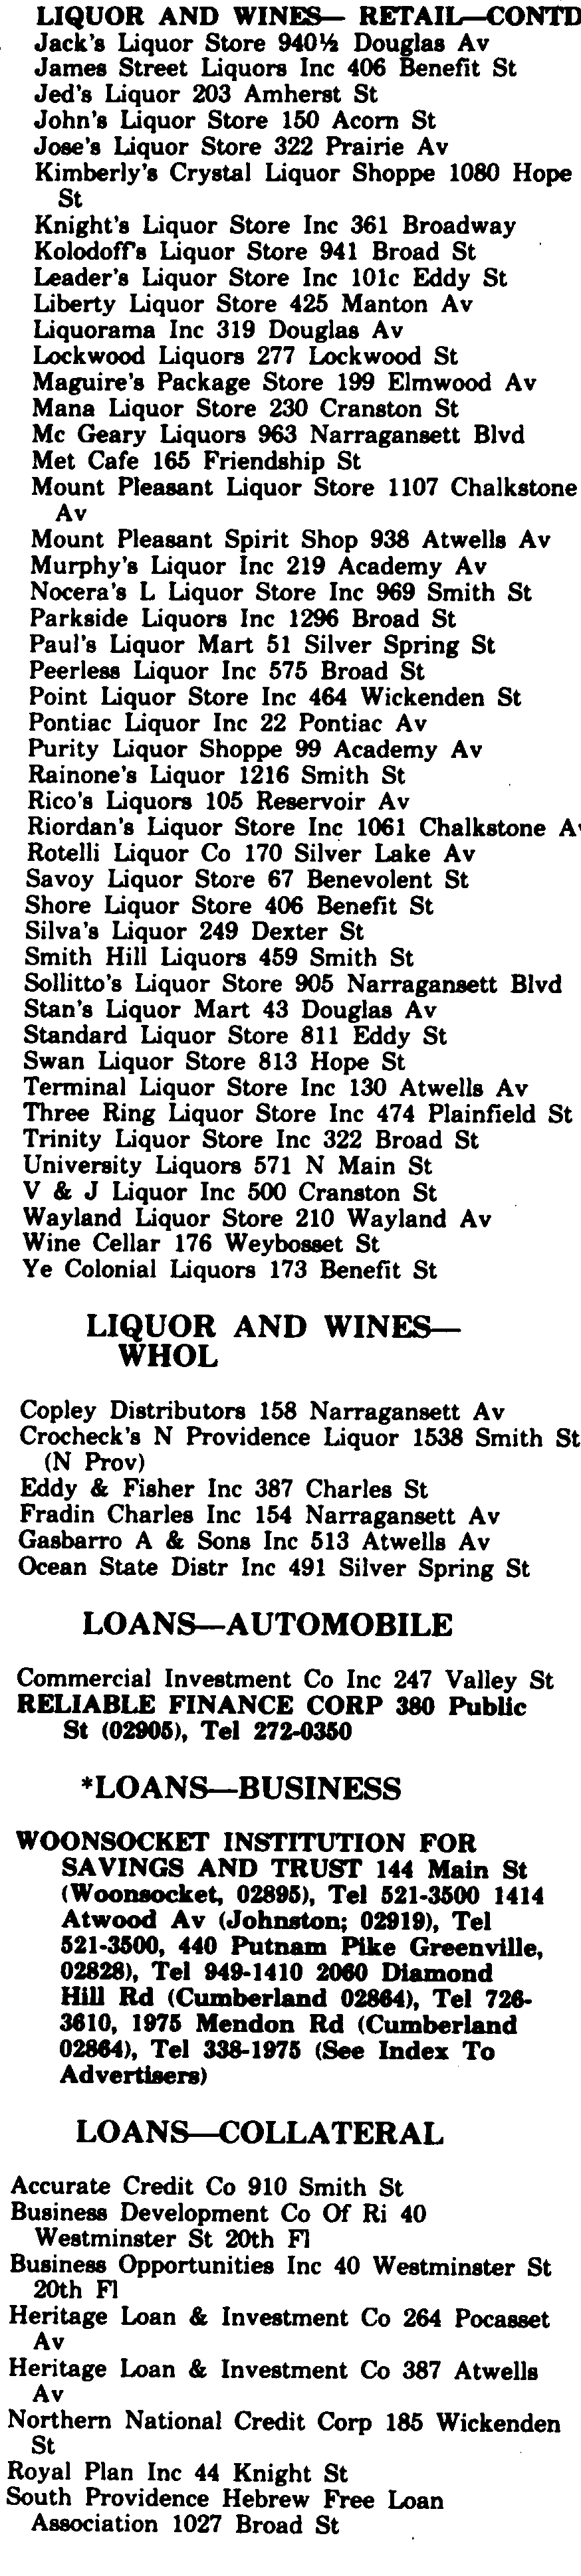 LIQUOR AND WINES— RETAIL—CONTD
Jack's Liquor Store 940½ Douglas Av
James Street Liquors Inc 406 Benefit St
Jed's Liquor 203 Amherst St
John's Liquor Store 150 Acorn St
Jose's Liquor Store 322 Prairie Av
Kimberly's Crystal Liquor Shoppe 1080 Hope
St
Knight's Liquor Store Inc 361 Broadway
Kolodoff's Liquor Store 941 Broad St
Leader's Liquor Store Inc 101c Eddy St
Liberty Liquor Store 425 Manton Av
Liquorama Inc 319 Douglas Av
Lockwood Liquors 277 Lockwood St
Maguire's Package Store 199 Elmwood Av
Mana Liquor Store 230 Cranston St
Mc Geary Liquors 963 Narragansett Blvd
Met Cafe 165 Friendship St
Mount Pleasant Liquor Store 1107 Chalkstone
Av
Mount Pleasant Spirit Shop 938 Atwells Av
Murphy's Liquor Inc 219 Academy Av
Nocera's L Liquor Store Inc 969 Smith St
Parkside Liquors Inc 1296 Broad St
Paul's Liquor Mart 51 Silver Spring St
Peerless Liquor Inc 575 Broad St
Point Liquor Store Inc 464 Wickenden St
Pontiac Liquor Inc 22 Pontiac Av
Purity Liquor Shoppe 99 Academy Av
Rainone's Liquor 1216 Smith St
Rico's Liquors 105 Reservoir Av
Riordan's Liquor Store Inc 1061 Chalkstone Av
Rotelli Liquor Co 170 Silver Lake Av
Savoy Liquor Store 67 Benevolent St
Shore Liquor Store 406 Benefit St
Silva's Liquor 249 Dexter St
Smith Hill Liquors 459 Smith St
Sollitto's Liquor Store 905 Narragansett Blvd
Stan's Liquor Mart 43 Douglas Av
Standard Liquor Store 811 Eddy St
Swan Liquor Store 813 Hope St
Terminal Liquor Store Inc 130 Atwells Av
Three Ring Liquor Store Inc 474 Plainfield St
Trinity Liquor Store Inc 322 Broad St
University Liquors 571 N Main St
V & J Liquor Inc 500 Cranston St
Wayland Liquor Store 210 Wayland Av
Wine Cellar 176 Weybosset St
Ye Colonial Liquors 173 Benefit St
LIQUOR AND WINES—
WHOL
Copley Distributors 158 Narragansett Av
Crocheck's N Providence Liquor 1538 Smith St
(N Prov)
Eddy & Fisher Inc 387 Charles St
Fradin Charles Inc 154 Narragansett Av
Gasbarro A & Sons Inc 513 Atwells Av
Ocean State Distr Inc 491 Silver Spring St
LOANS—AUTOMOBILE
Commercial Investment Co Inc 247 Valley St
RELIABLE FINANCE CORP 380 Public
St (02905), Tel 272-0350
*LOANS—BUSINESS
WOONSOCKET INSTITUTION FOR
SAVINGS AND TRUST 144 Main St
(Woonsocket, 02895), Tel 521-3500 1414
Atwood Av (Johnston; 02919), Tel
521-3500, 440 Putnam Pike Greenville,
02828), Tel 949-1410 2060 Diamond
Hill Rd (Cumberland 02864), Tel 726-
3610, 1975 Mendon Rd (Cumberland
02864), Tel 338-1975 (See Index To
Advertisers)
LOANS—COLLATERAL
Accurate Credit Co 910 Smith St
Business Development Co Of Ri 40
Westminster St 20th Fl
Business Opportunities Inc 40 Westminster St
20th Fl
Heritage Loan & Investment Co 264 Pocasset
Av
Heritage Loan & Investment Co 387 Atwells
Av
Northern National Credit Corp 185 Wickenden
St
Royal Plan Inc 44 Knight St
South Providence Hebrew Free Loan
Association 1027 Broad St